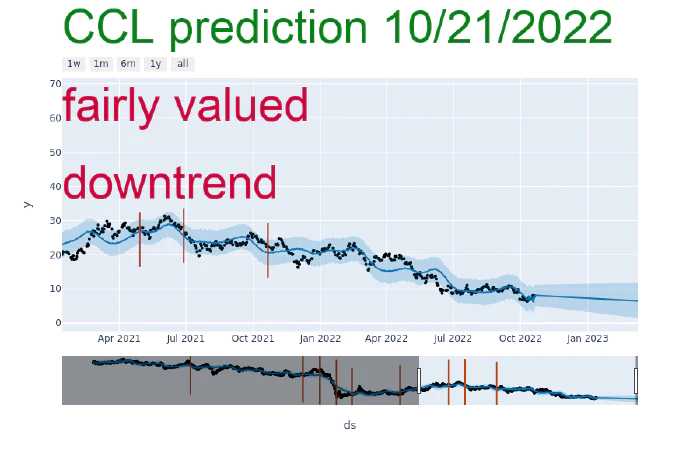 CCL prediction 10/21/2022
1w 1m 6m 1y all
70
fairly valued
60
50
downtrend
40
y
30
20
10
0
Apr 2021 Jul 2021 Oct 2021 Jan 2022 Apr 2022 Jul 2022 Oct 2022 Jan 2023
ds